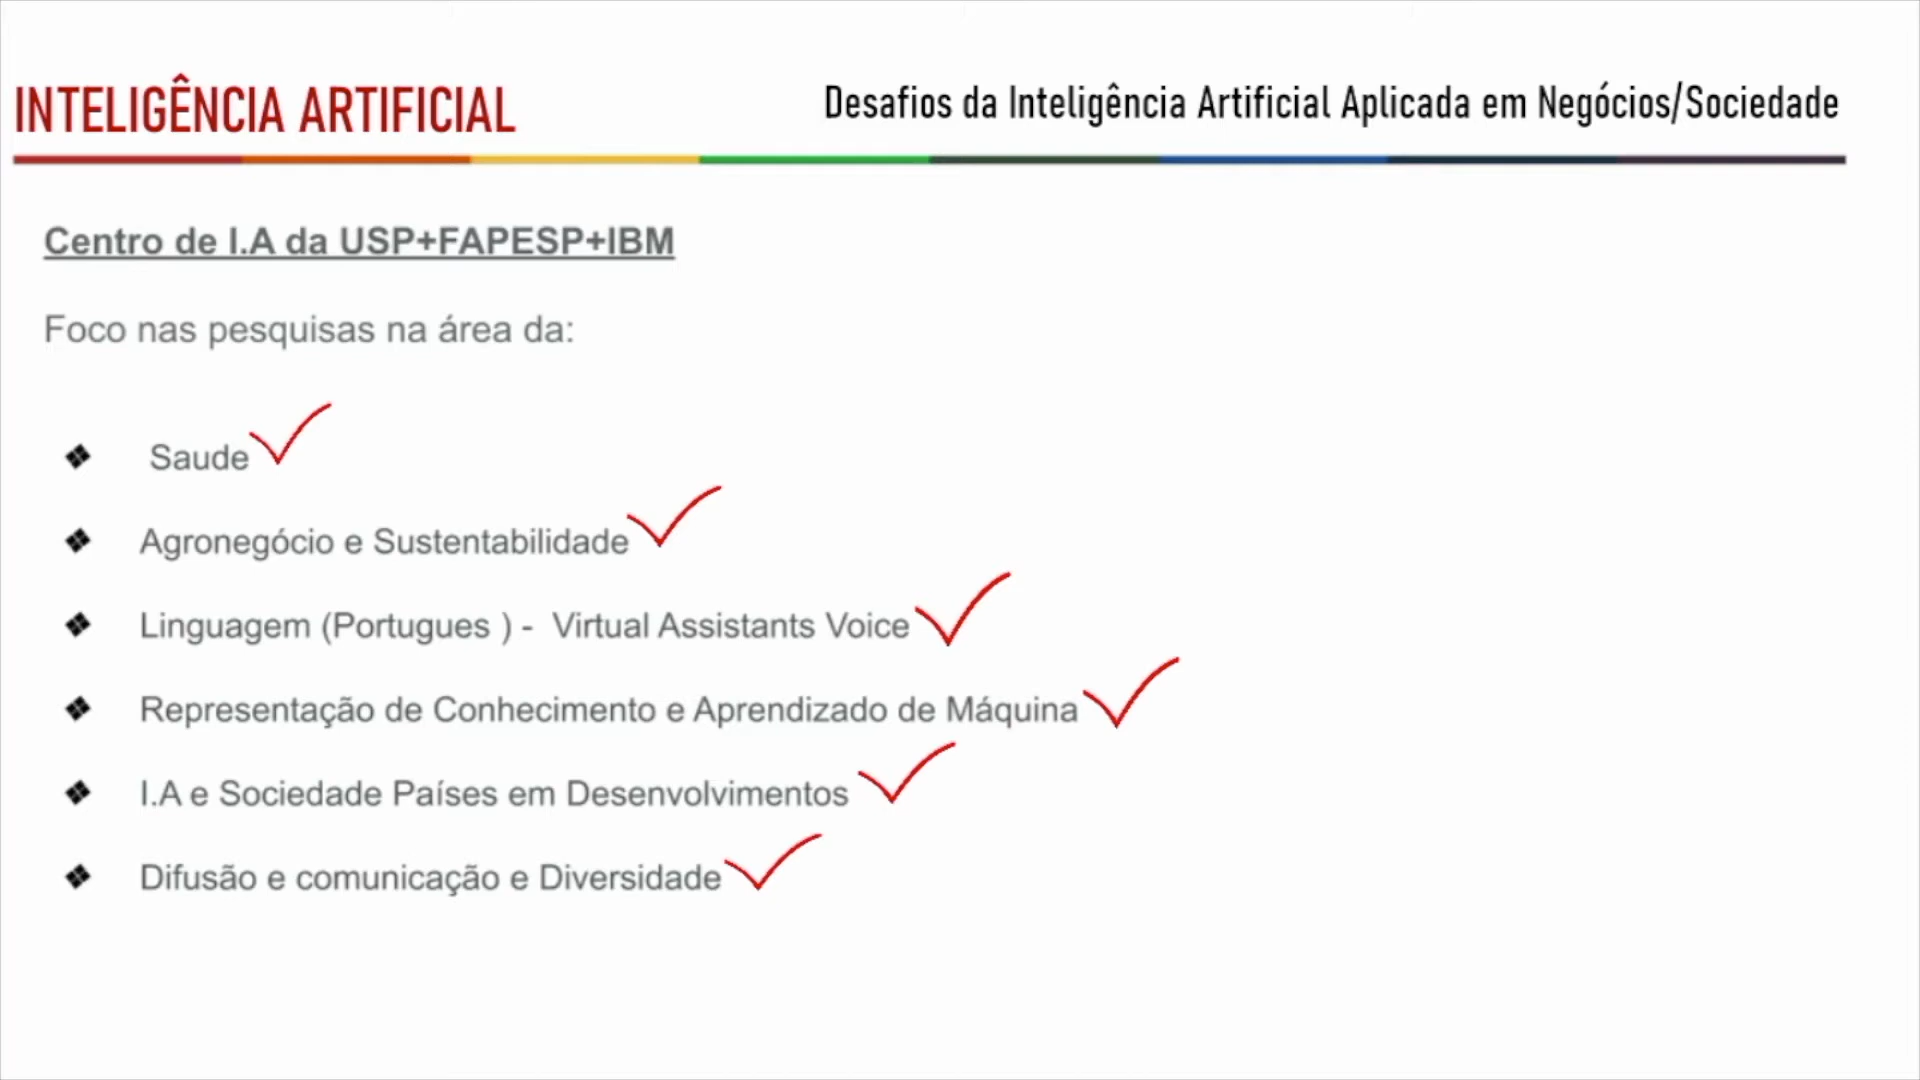 INTELIGÊNCIA ARTIFICIAL
Desafios da Inteligência Artificial Aplicada em Negócios/Sociedade
Centro de I.A da USP+FAPESP+IBM
Foco nas pesquisas na área da:
❖ Saude
❖ Agronegócio e Sustentabilidade
❖ Linguagem (Portugues ) - Virtual Assistants Voice
❖ Representação de Conhecimento e Aprendizado de Máquina
❖ I.A e Sociedade Países em Desenvolvimentos
❖ Difusão e comunicação e Diversidade